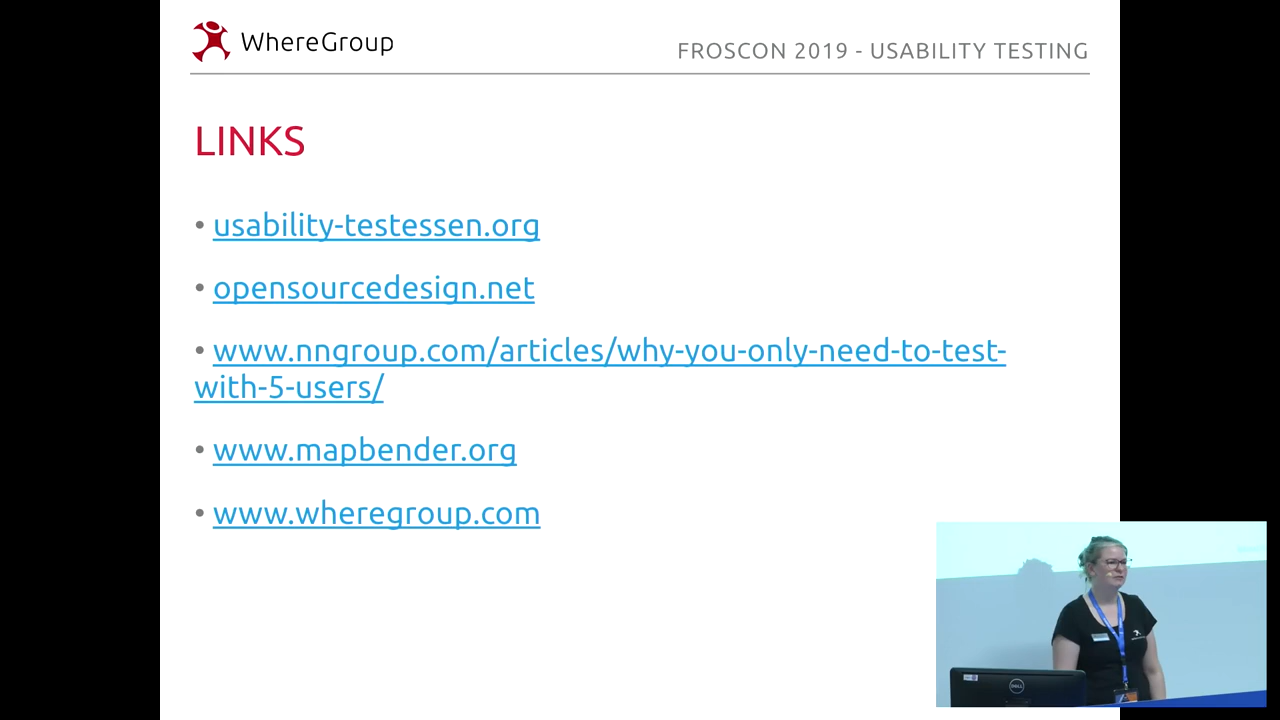 WhereGroup
FROSCON 2019 - USABILITY TESTING
LINKS
• usability-testessen.org
• opensourcedesign.net
• www.nngroup.com/articles/why-you-only-need-to-test-
with-5-users/
• www.mapbender.org
• www.wheregroup.com
DELL